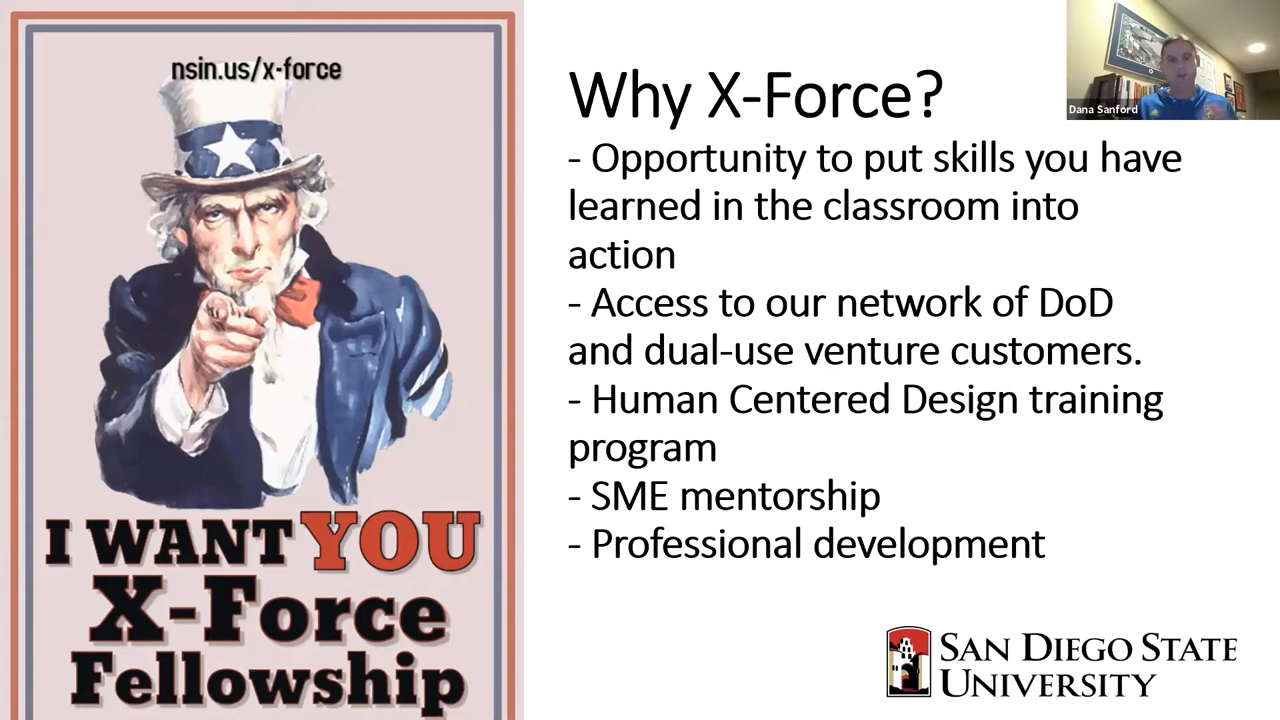 nsin.us/x-force
I WANT YOU
X-Force
Fellowship
Why X-Force?
- Opportunity to put skills you have
learned in the classroom into
action
- Access to our network of DoD
and dual-use venture customers.
- Human Centered Design training
program
- SME mentorship
- Professional development
Dana Sanford
SAN DIEGO STATE
UNIVERSITY